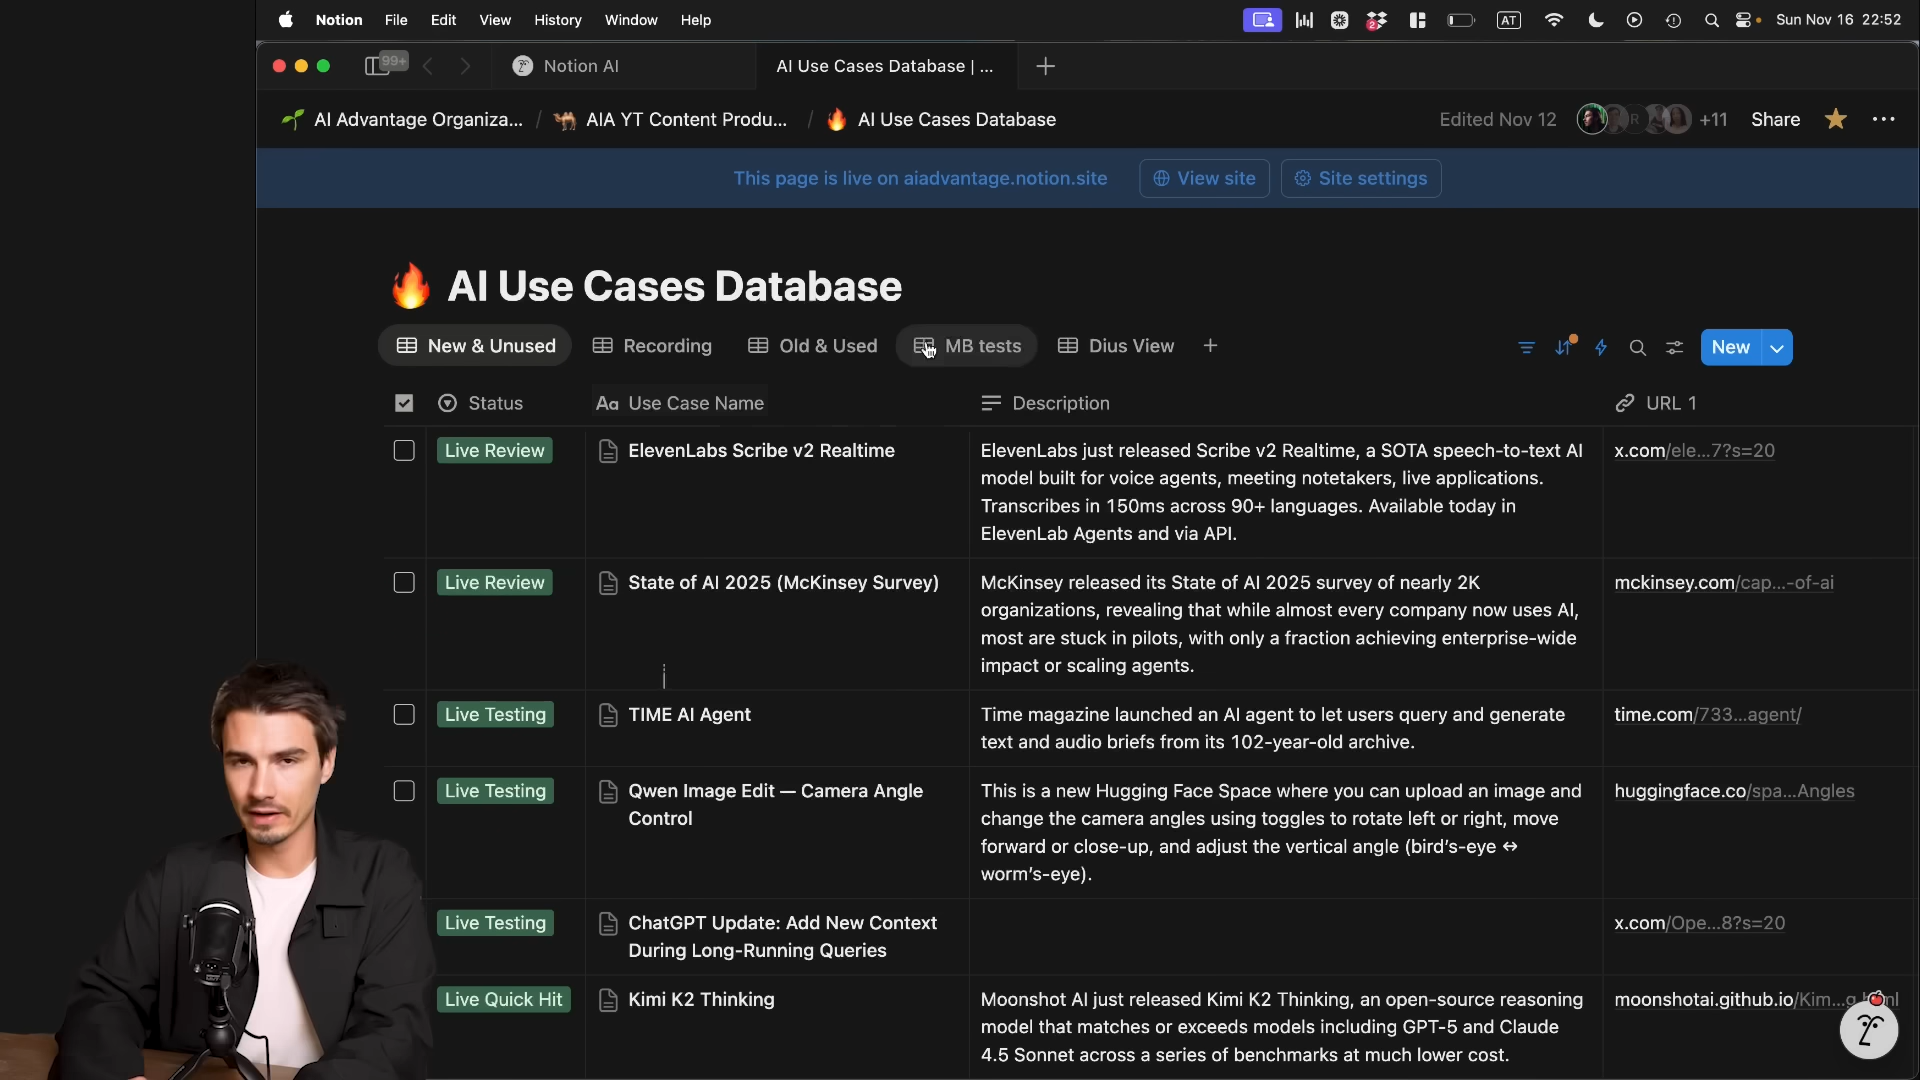 Notion File Edit View History Window Help
2 AT Sun Nov 16 22:52
99+ Notion AI AI Use Cases Database | ...
AI Advantage Organiza... / AIA YT Content Produ... / AI Use Cases Database
Edited Nov 12 R +11 Share
This page is live on aiadvantage.notion.site View site Site settings
AI Use Cases Database
New & Unused Recording Old & Used MB tests Dius View
New
Status Aa Use Case Name Description URL 1
Live Review ElevenLabs Scribe v2 Realtime
ElevenLabs just released Scribe v2 Realtime, a SOTA speech-to-text AI
model built for voice agents, meeting notetakers, live applications.
Transcribes in 150ms across 90+ languages. Available today in
ElevenLab Agents and via API.
x.com/ele...7?s=20
Live Review State of AI 2025 (McKinsey Survey)
McKinsey released its State of AI 2025 survey of nearly 2K
organizations, revealing that while almost every company now uses AI,
most are stuck in pilots, with only a fraction achieving enterprise-wide
impact or scaling agents.
mckinsey.com/cap...-of-ai
Live Testing TIME AI Agent
Time magazine launched an AI agent to let users query and generate
text and audio briefs from its 102-year-old archive.
time.com/733...agent/
Live Testing Qwen Image Edit — Camera Angle
Control
This is a new Hugging Face Space where you can upload an image and
change the camera angles using toggles to rotate left or right, move
forward or close-up, and adjust the vertical angle (bird's-eye ↔
worm's-eye).
huggingface.co/spa...Angles
Live Testing ChatGPT Update: Add New Context
During Long-Running Queries
x.com/Ope...8?s=20
Live Quick Hit Kimi K2 Thinking
Moonshot AI just released Kimi K2 Thinking, an open-source reasoning
model that matches or exceeds models including GPT-5 and Claude
4.5 Sonnet across a series of benchmarks at much lower cost.
moonshotai.github.io/Kim...